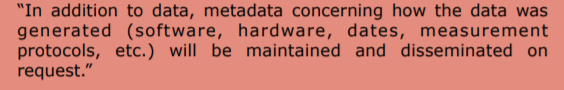 “In addition to data, metadata concerning how the data was
generated (software, hardware, dates, measurement
protocols, etc.) will be maintained and disseminated on
request.”